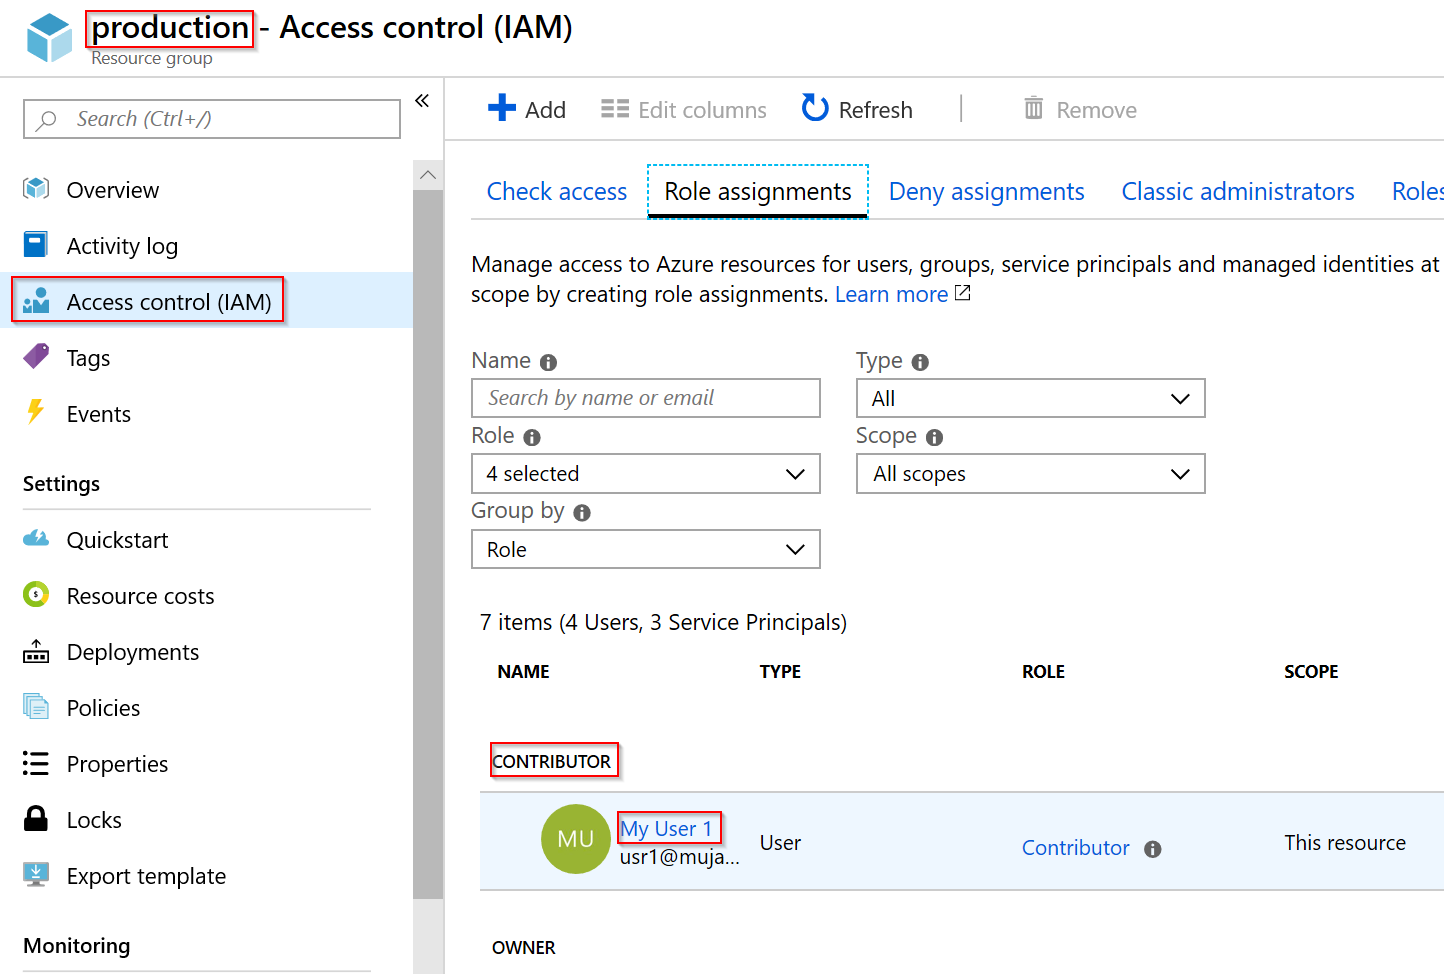 production - Access control (IAM)
Resource group
Search (Ctrl+/)
«
Overview
Activity log
Access control (IAM)
Tags
Events
Settings
Quickstart
Resource costs
Deployments
Policies
Properties
Locks
Export template
Monitoring
Add Edit columns Refresh Remove
Check access Role assignments Deny assignments Classic administrators Roles
Manage access to Azure resources for users, groups, service principals and managed identities at
scope by creating role assignments. Learn more
Name Type
Search by name or email All
Role Scope
4 selected All scopes
Group by
Role
7 items (4 Users, 3 Service Principals)
NAME TYPE ROLE SCOPE
CONTRIBUTOR
MU My User 1 User Contributor This resource
usr1@muja...
OWNER